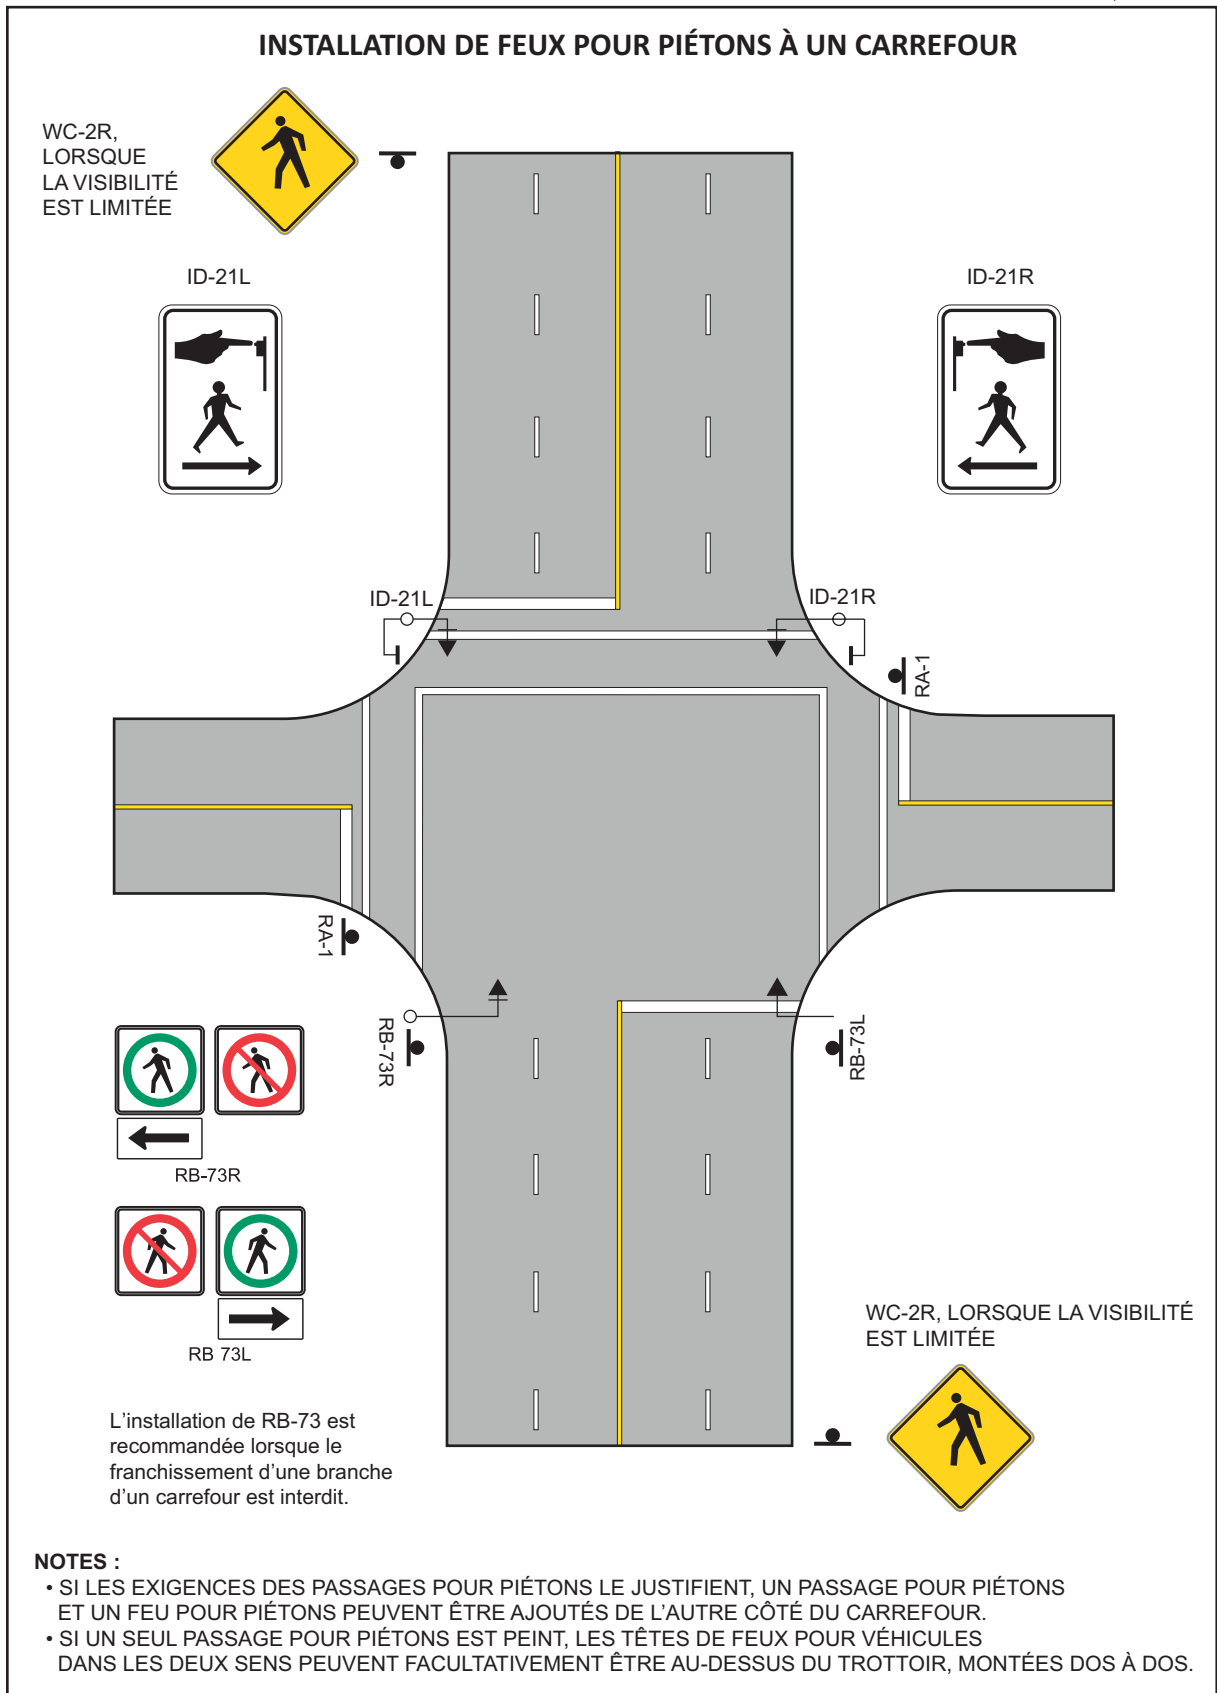 INSTALLATION DE FEUX POUR PIÉTONS À UN CARREFOUR
WC-2R,
LORSQUE
LA VISIBILITÉ
EST LIMITÉE
ID-21L
ID-21R
ID-21L
ID-21R
RA-1
RA-1
RB-73R
RB-73L
RB-73R
RB 73L
WC-2R, LORSQUE LA VISIBILITÉ
EST LIMITÉE
L'installation de RB-73 est
recommandée lorsque le
franchissement d'une branche
d'un carrefour est interdit.
NOTES :
• SI LES EXIGENCES DES PASSAGES POUR PIÉTONS LE JUSTIFIENT, UN PASSAGE POUR PIÉTONS
ET UN FEU POUR PIÉTONS PEUVENT ÊTRE AJOUTÉS DE L'AUTRE CÔTÉ DU CARREFOUR.
• SI UN SEUL PASSAGE POUR PIÉTONS EST PEINT, LES TÊTES DE FEUX POUR VÉHICULES
DANS LES DEUX SENS PEUVENT FACULTATIVEMENT ÊTRE AU-DESSUS DU TROTTOIR, MONTÉES DOS À DOS.